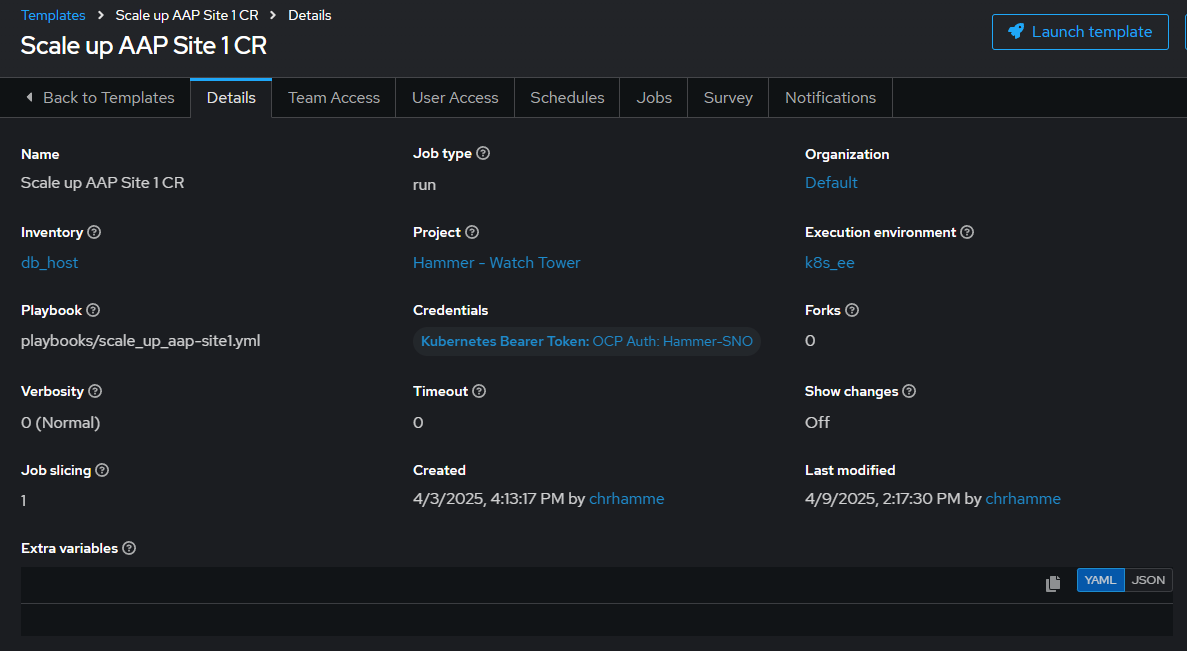 Templates > Scale up AAP Site 1 CR > Details
Scale up AAP Site 1 CR
Launch template
Back to Templates Details Team Access User Access Schedules Jobs Survey Notifications
Name Job type Organization
Scale up AAP Site 1 CR run Default
Inventory Project Execution environment
db_host Hammer - Watch Tower k8s_ee
Playbook Credentials Forks
playbooks/scale_up_aap-site1.yml Kubernetes Bearer Token: OCP Auth: Hammer-SNO 0
Verbosity Timeout Show changes
0 (Normal) 0 Off
Job slicing Created Last modified
1 4/3/2025, 4:13:17 PM by chrhamme 4/9/2025, 2:17:30 PM by chrhamme
Extra variables
YAML JSON